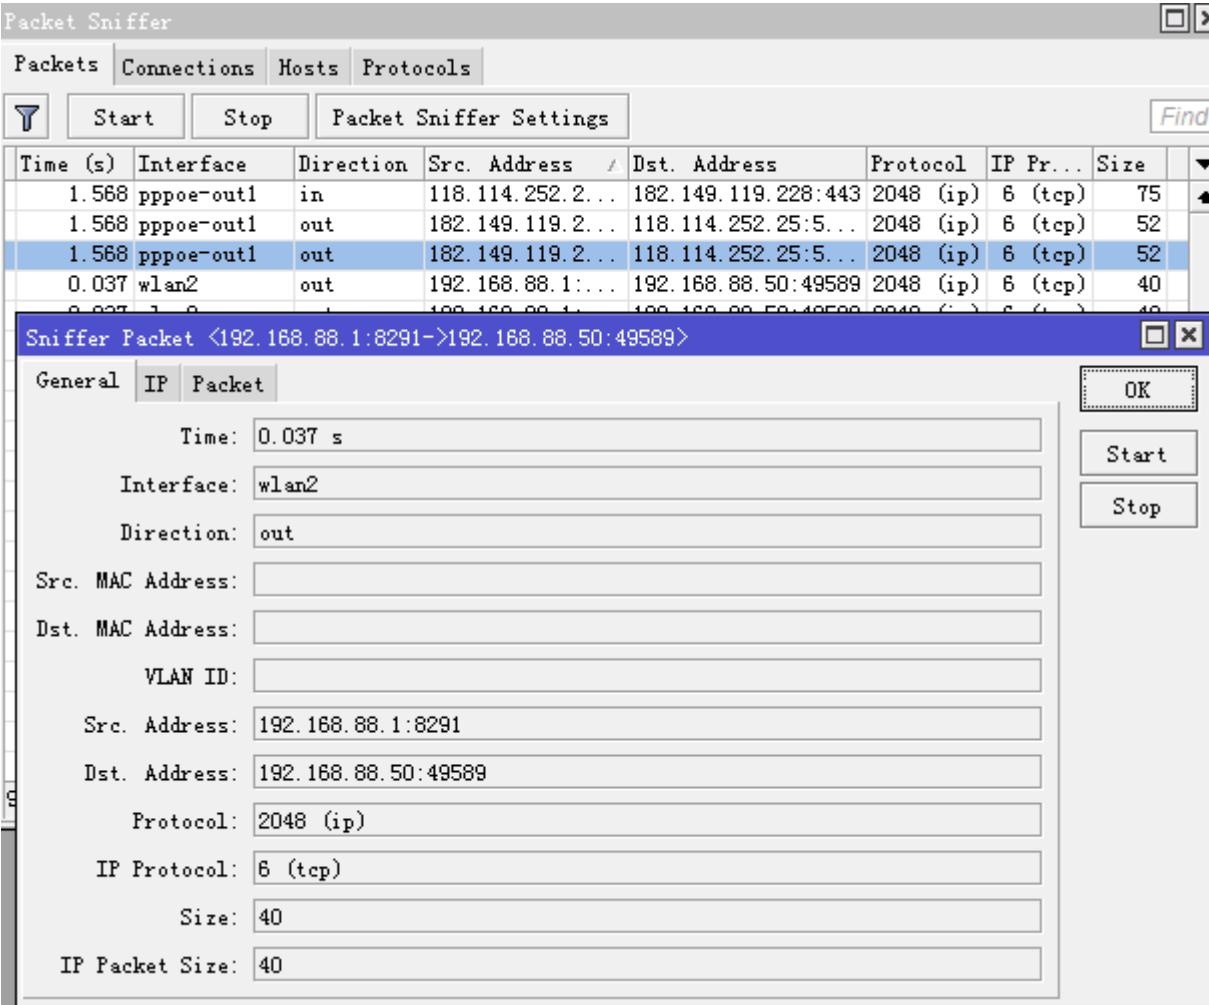 Packet Sniffer
Packets Connections Hosts Protocols
Start Stop Packet Sniffer Settings Find
Time (s) Interface Direction Src. Address Dst. Address Protocol IP Pr... Size
1.568 pppoe-out1 in 118.114.252.2... 182.149.119.228:443 2048 (ip) 6 (tcp) 75
1.568 pppoe-out1 out 182.149.119.2... 118.114.252.25:5... 2048 (ip) 6 (tcp) 52
1.568 pppoe-out1 out 182.149.119.2... 118.114.252.25:5... 2048 (ip) 6 (tcp) 52
0.037 wlan2 out 192.168.88.1:... 192.168.88.50:49589 2048 (ip) 6 (tcp) 40
Sniffer Packet <192.168.88.1:8291->192.168.88.50:49589>
General IP Packet
OK
Start
Stop
Time: 0.037 s
Interface: wlan2
Direction: out
Src. MAC Address:
Dst. MAC Address:
VLAN ID:
Src. Address: 192.168.88.1:8291
Dst. Address: 192.168.88.50:49589
Protocol: 2048 (ip)
IP Protocol: 6 (tcp)
Size: 40
IP Packet Size: 40